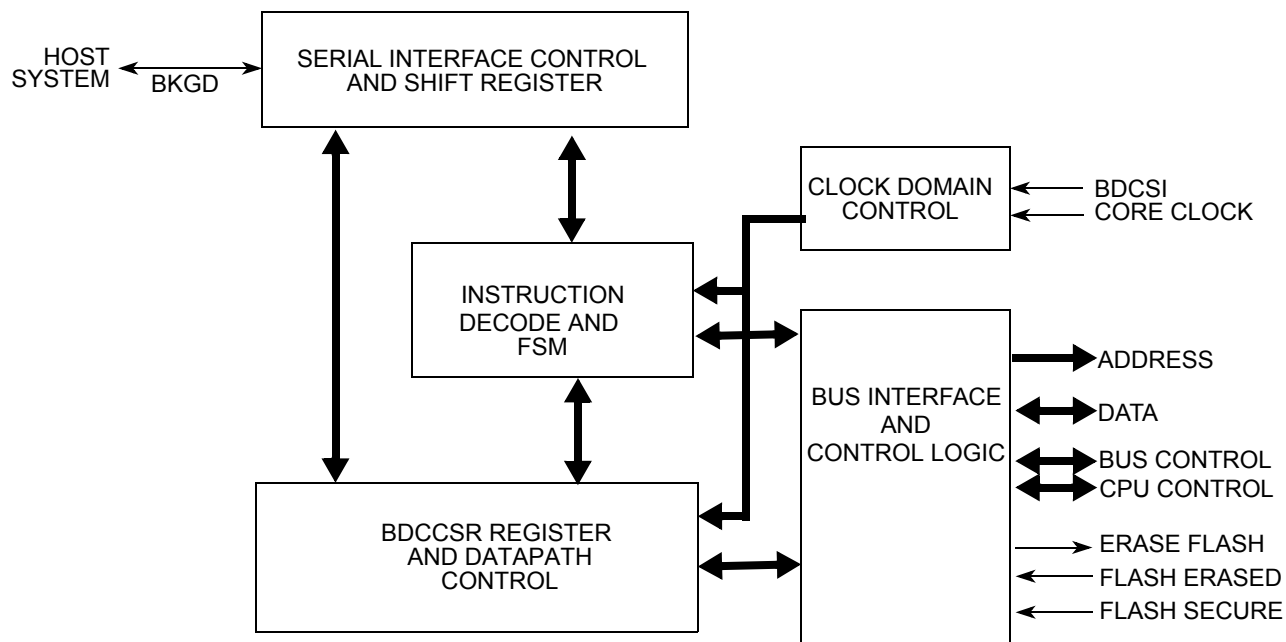 HOST
SYSTEM
BKGD
SERIAL INTERFACE CONTROL
AND SHIFT REGISTER
CLOCK DOMAIN
CONTROL
BDCSI
CORE CLOCK
INSTRUCTION
DECODE AND
FSM
BUS INTERFACE
AND
CONTROL LOGIC
ADDRESS
DATA
BUS CONTROL
CPU CONTROL
ERASE FLASH
FLASH ERASED
FLASH SECURE
BDCCSR REGISTER
AND DATAPATH
CONTROL